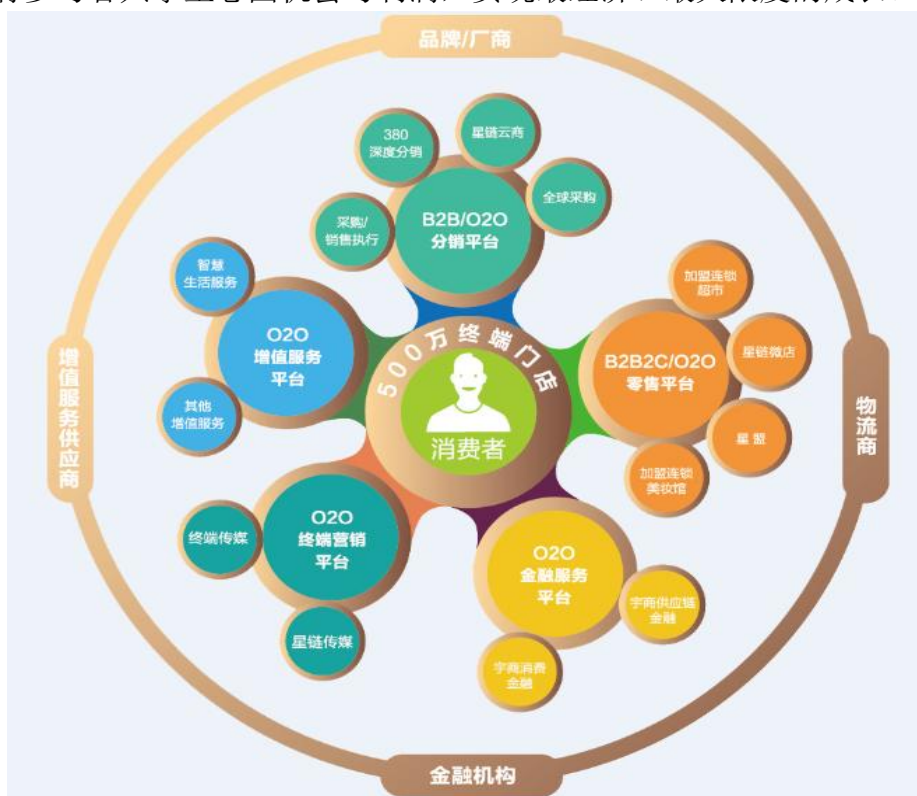 品牌/厂商
380
深度分销
星链云商
全球采购
采购/
销售执行
B2B/O2O
分销平台
智慧
生活服务
O2O
增值服务
平台
其他
增值服务
加盟连锁
超市
B2B2C/O2O
零售平台
星链微店
星盟
加盟连锁
美妆馆
500万终端门店
消费者
增值服务供应商
物流商
终端传媒
O2O
终端营销
平台
星链传媒
O2O
金融服务
平台
宇商供应链
金融
宇商消费
金融
金融机构